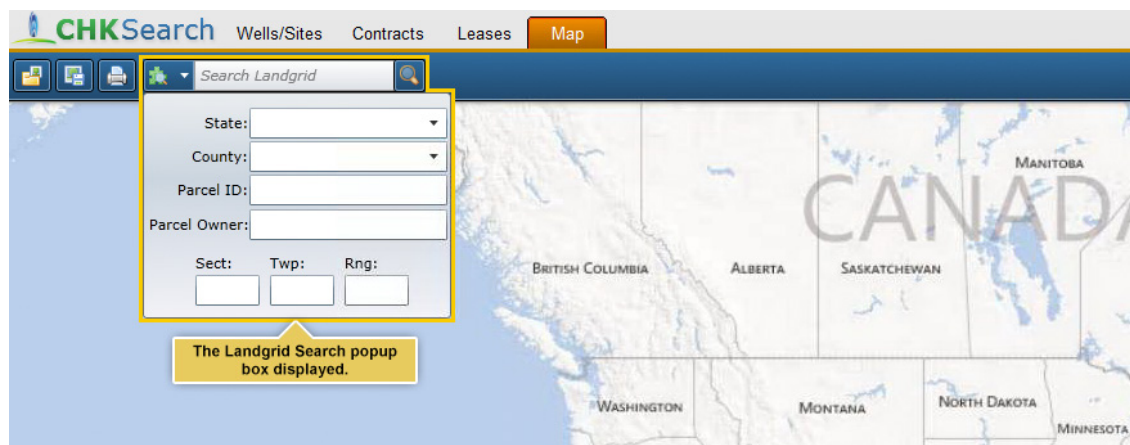 CHKSearch Wells/Sites Contracts Leases Map
Search Landgrid
State:
County:
Parcel ID:
Parcel Owner:
Sect: Twp: Rng:
The Landgrid Search popup
box displayed.
MANITOBA
CANADA
BRITISH COLUMBIA ALBERTA SASKATCHEWAN
WASHINGTON MONTANA NORTH DAKOTA
MINNESOTA